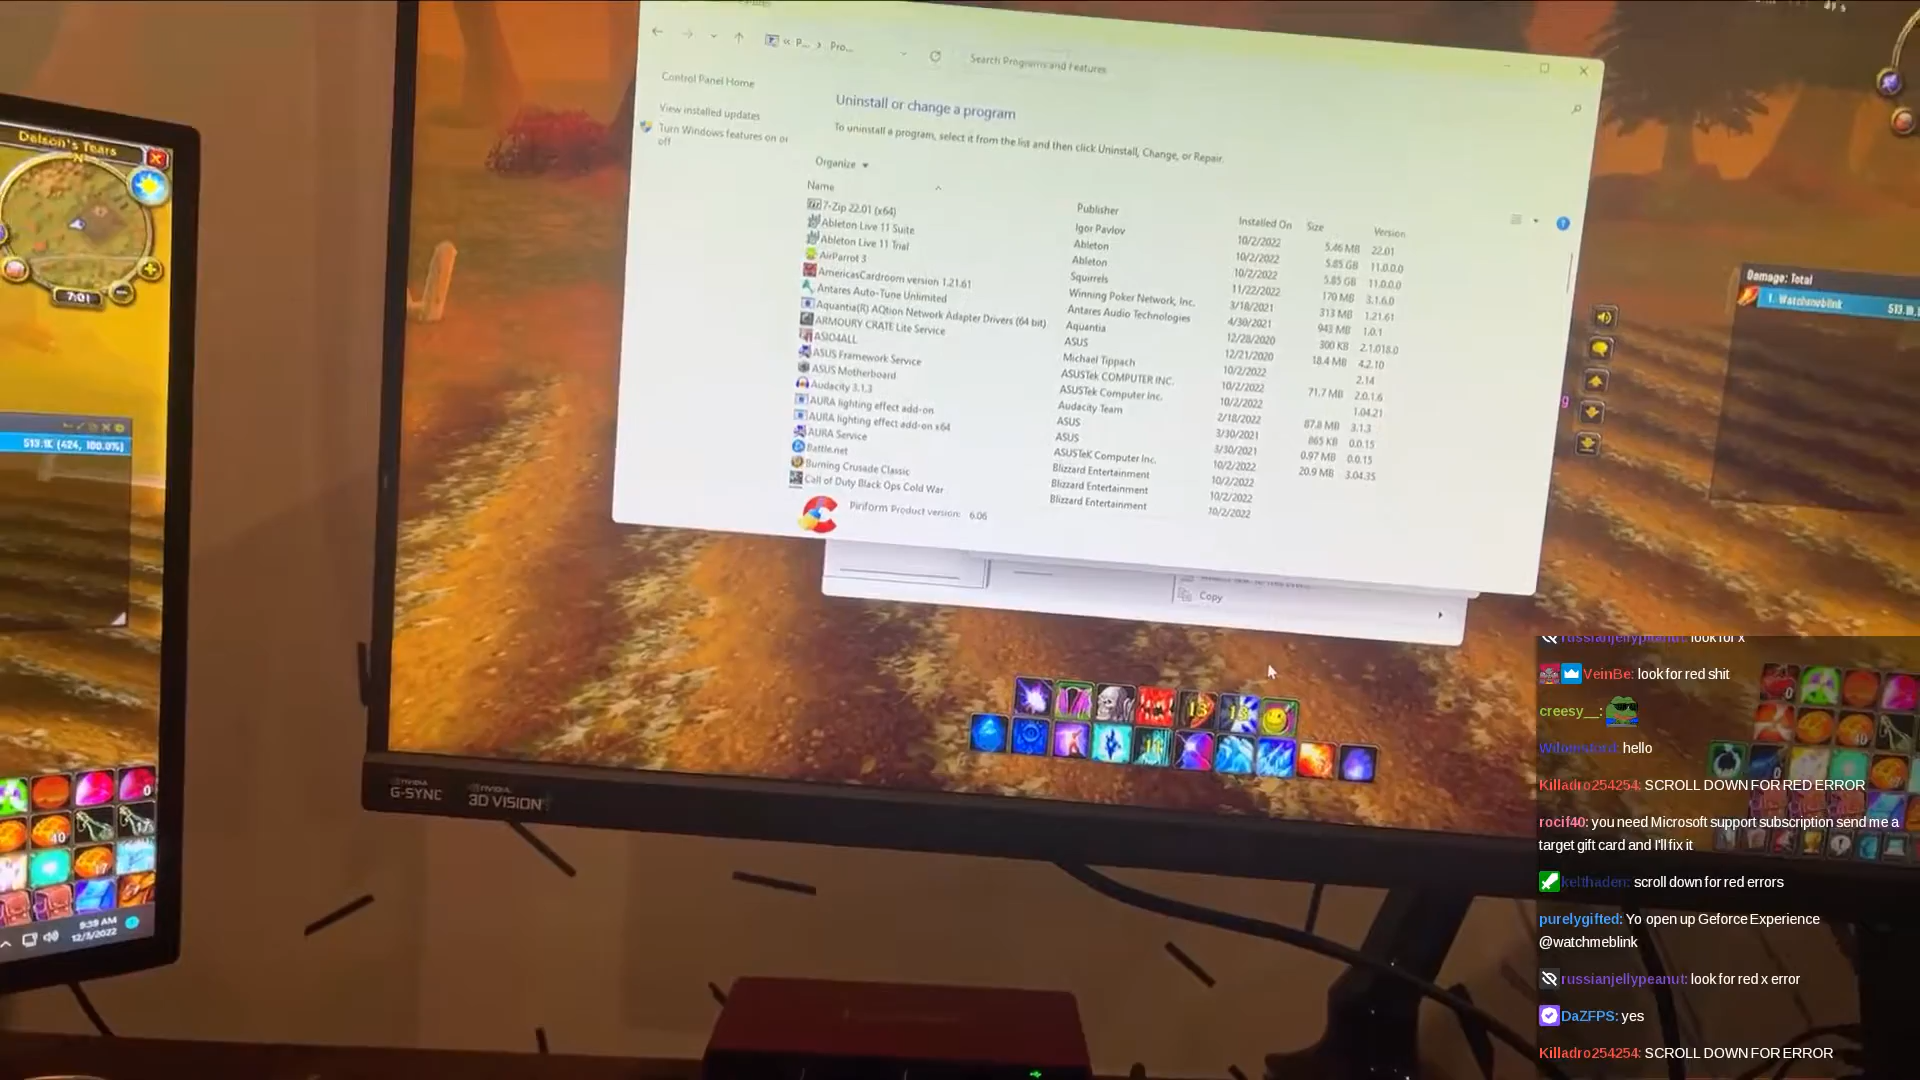 Delson's Tears
N
7:01
513.1K (424, 100.0%)
0
40
17
17
9:39 AM
12/3/2022
« P... › Pro...
Search Programs and Features
Control Panel Home
View installed updates
Turn Windows features on or
off
Uninstall or change a program
To uninstall a program, select it from the list and then click Uninstall, Change, or Repair.
Organize
Name Publisher Installed On Size Version
7-Zip 22.01 (x64) Igor Pavlov 10/2/2022 5.46 MB 22.01
Ableton Live 11 Suite Ableton 10/2/2022 5.85 GB 11.0.0.0
Ableton Live 11 Trial Ableton 10/2/2022 5.85 GB 11.0.0.0
AirParrot 3 Squirrels 11/22/2022 170 MB 3.1.6.0
AmericasCardroom version 1.21.61 Winning Poker Network, Inc. 3/18/2021 313 MB 1.21.61
Antares Auto-Tune Unlimited Antares Audio Technologies 4/30/2021 943 MB 1.0.1
Aquantia(R) AQtion Network Adapter Drivers (64 bit) Aquantia 12/28/2020 300 KB 2.1.018.0
ARMOURY CRATE Lite Service ASUS 12/21/2020 18.4 MB 4.2.10
ASIO4ALL Michael Tippach 10/2/2022 2.14
ASUS Framework Service ASUSTek COMPUTER INC. 10/2/2022 71.7 MB 2.0.1.6
ASUS Motherboard ASUSTek Computer Inc. 10/2/2022 1.04.21
Audacity 3.1.3 Audacity Team 2/18/2022 87.8 MB 3.1.3
AURA lighting effect add-on ASUS 3/30/2021 865 KB 0.0.15
AURA lighting effect add-on x64 ASUS 3/30/2021 0.97 MB 0.0.15
AURA Service ASUSTeK Computer Inc. 10/2/2022 20.9 MB 3.04.35
Battle.net Blizzard Entertainment 10/2/2022
Burning Crusade Classic Blizzard Entertainment 10/2/2022
Call of Duty Black Ops Cold War Blizzard Entertainment 10/2/2022
Piriform Product version: 6.06
Copy
Damage: Total
1. Watchmeblink 513.1K
13
13
11
NVIDIA
G-SYNC
NVIDIA
3D VISION
russianjellypeanut: look for x
VeinBe: look for red shit
creesy__:
hello
Killadro254254: SCROLL DOWN FOR RED ERROR
rocif40: you need Microsoft support subscription send me a
target gift card and I'll fix it
kelthaden: scroll down for red errors
purelygifted: Yo open up Geforce Experience
@watchmeblink
russianjellypeanut: look for red x error
DaZFPS: yes
Killadro254254: SCROLL DOWN FOR ERROR